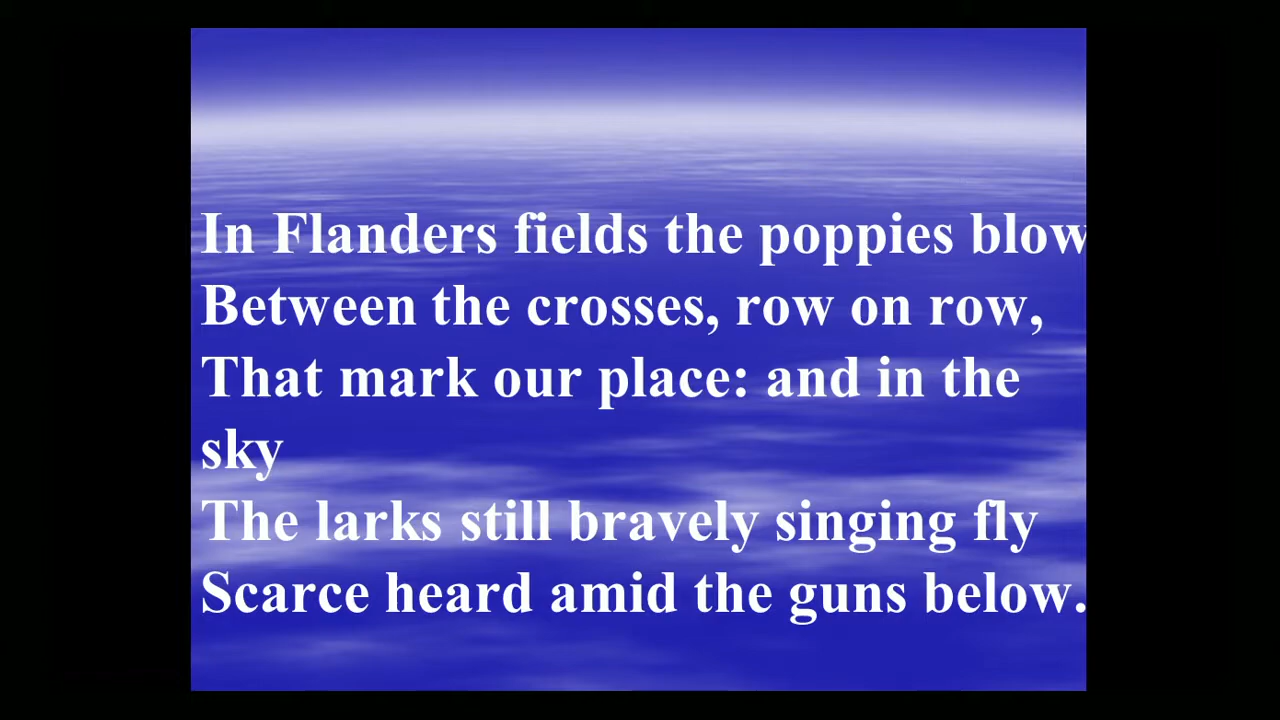 In Flanders fields the poppies blow
Between the crosses, row on row,
That mark our place: and in the
sky
The larks still bravely singing fly
Scarce heard amid the guns below.